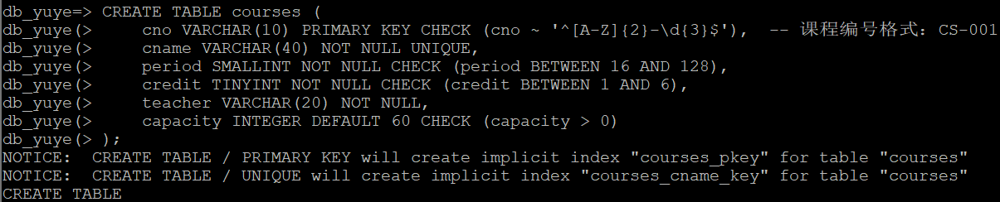 db_yuye=> CREATE TABLE courses (
db_yuye(>     cno VARCHAR(10) PRIMARY KEY CHECK (cno ~ '^[A-Z]{2}-\d{3}$'),  -- 课程编号格式：CS-001
db_yuye(>     cname VARCHAR(40) NOT NULL UNIQUE,
db_yuye(>     period SMALLINT NOT NULL CHECK (period BETWEEN 16 AND 128),
db_yuye(>     credit TINYINT NOT NULL CHECK (credit BETWEEN 1 AND 6),
db_yuye(>     teacher VARCHAR(20) NOT NULL,
db_yuye(>     capacity INTEGER DEFAULT 60 CHECK (capacity > 0)
db_yuye(> );
NOTICE:  CREATE TABLE / PRIMARY KEY will create implicit index "courses_pkey" for table "courses"
NOTICE:  CREATE TABLE / UNIQUE will create implicit index "courses_cname_key" for table "courses"
CREATE TABLE